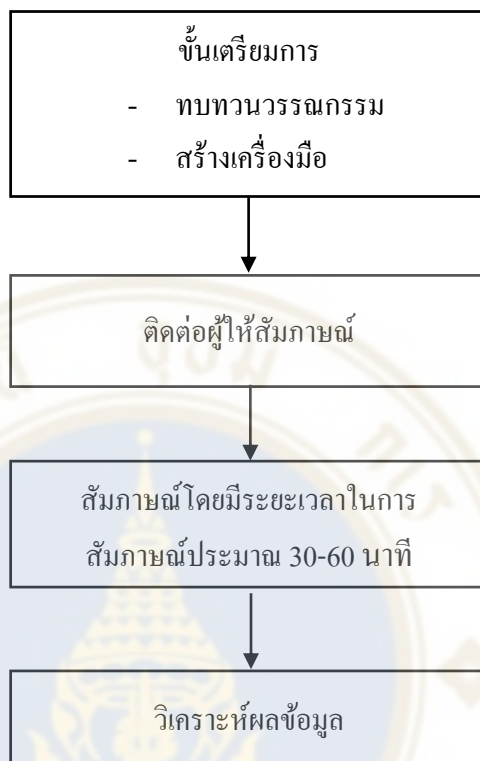 ขั้นเตรียมการ
- ทบทวนวรรณกรรม
- สร้างเครื่องมือ
ติดต่อผู้ให้สัมภาษณ์
สัมภาษณ์โดยมีระยะเวลาในการ
สัมภาษณ์ประมาณ 30-60 นาที
วิเคราะห์ผลข้อมูล